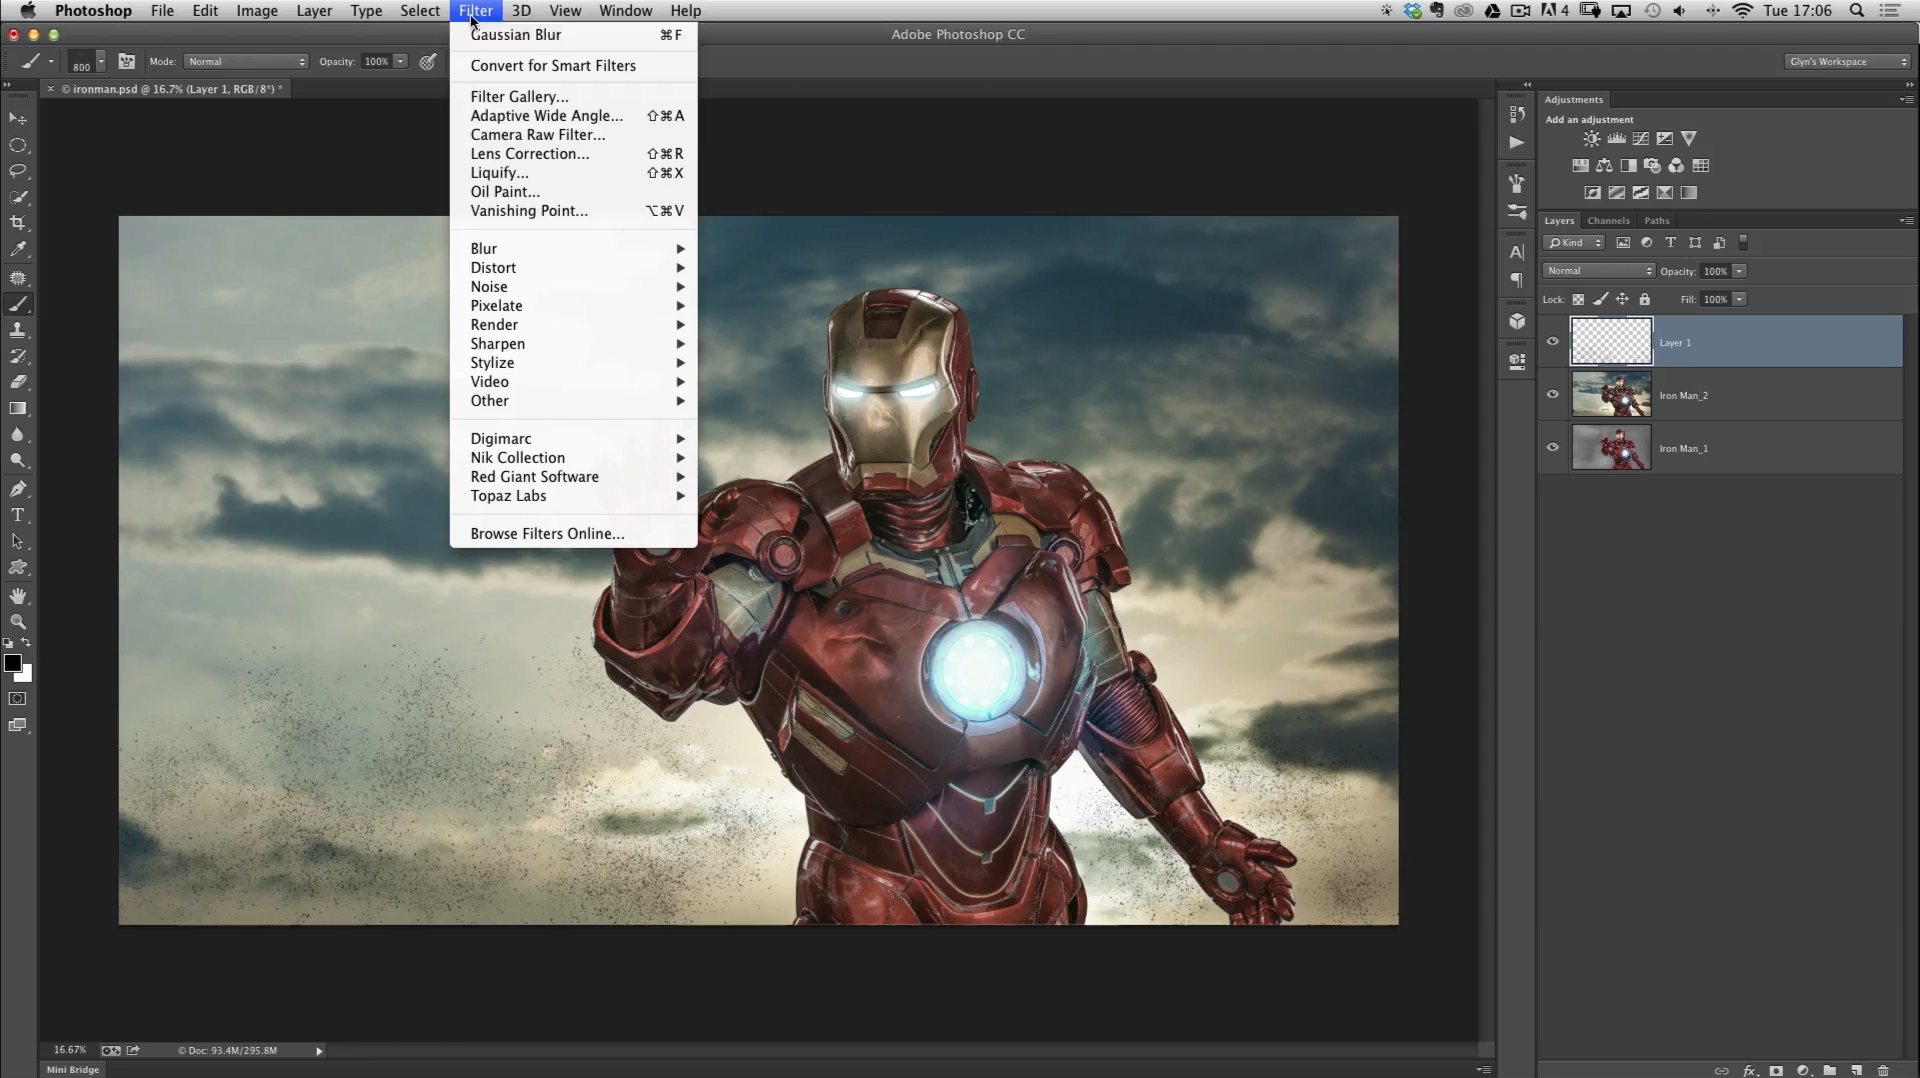 Photoshop File Edit Image Layer Type Select Filter 3D View Window Help
4 Tue 17:06
Adobe Photoshop CC
800 Mode: Normal Opacity: 100%
Glyn's Workspace
© ironman.psd @ 16.7% (Layer 1, RGB/8*) *
Gaussian Blur ⌘F
Convert for Smart Filters
Filter Gallery...
Adaptive Wide Angle... ⇧⌘A
Camera Raw Filter...
Lens Correction... ⇧⌘R
Liquify... ⇧⌘X
Oil Paint...
Vanishing Point... ⌥⌘V
Blur
Distort
Noise
Pixelate
Render
Sharpen
Stylize
Video
Other
Digimarc
Nik Collection
Red Giant Software
Topaz Labs
Browse Filters Online...
Adjustments
Add an adjustment
Layers Channels Paths
Kind
Normal Opacity: 100%
Lock: Fill: 100%
Layer 1
Iron Man_2
Iron Man_1
16.67% © Doc: 93.4M/295.8M
Mini Bridge